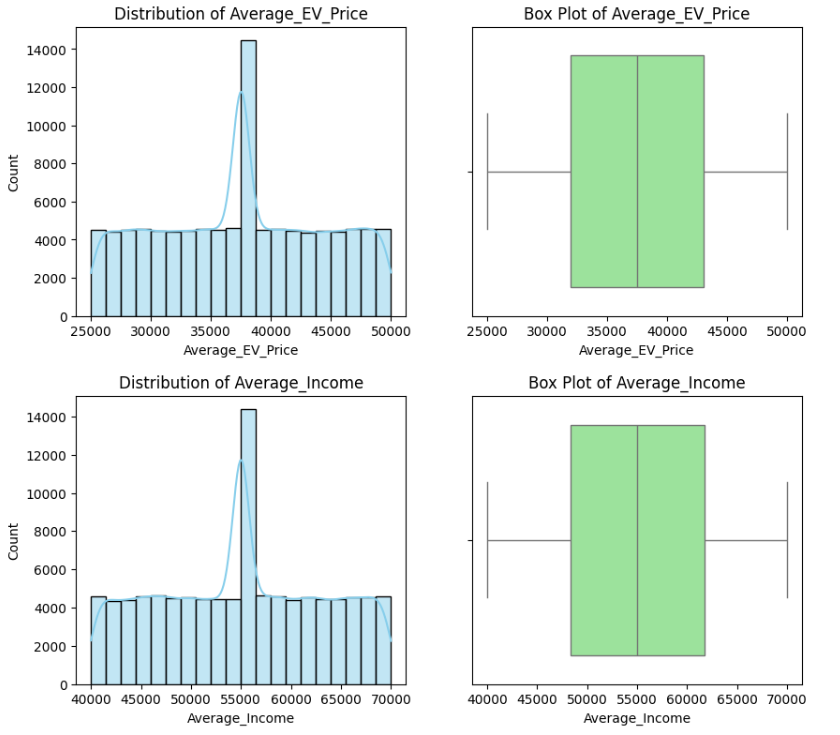 Distribution of Average_EV_Price
Count
14000
12000
10000
8000
6000
4000
2000
0
25000 30000 35000 40000 45000 50000
Average_EV_Price
Box Plot of Average_EV_Price
25000 30000 35000 40000 45000 50000
Average_EV_Price
Distribution of Average_Income
Count
14000
12000
10000
8000
6000
4000
2000
0
40000 45000 50000 55000 60000 65000 70000
Average_Income
Box Plot of Average_Income
40000 45000 50000 55000 60000 65000 70000
Average_Income